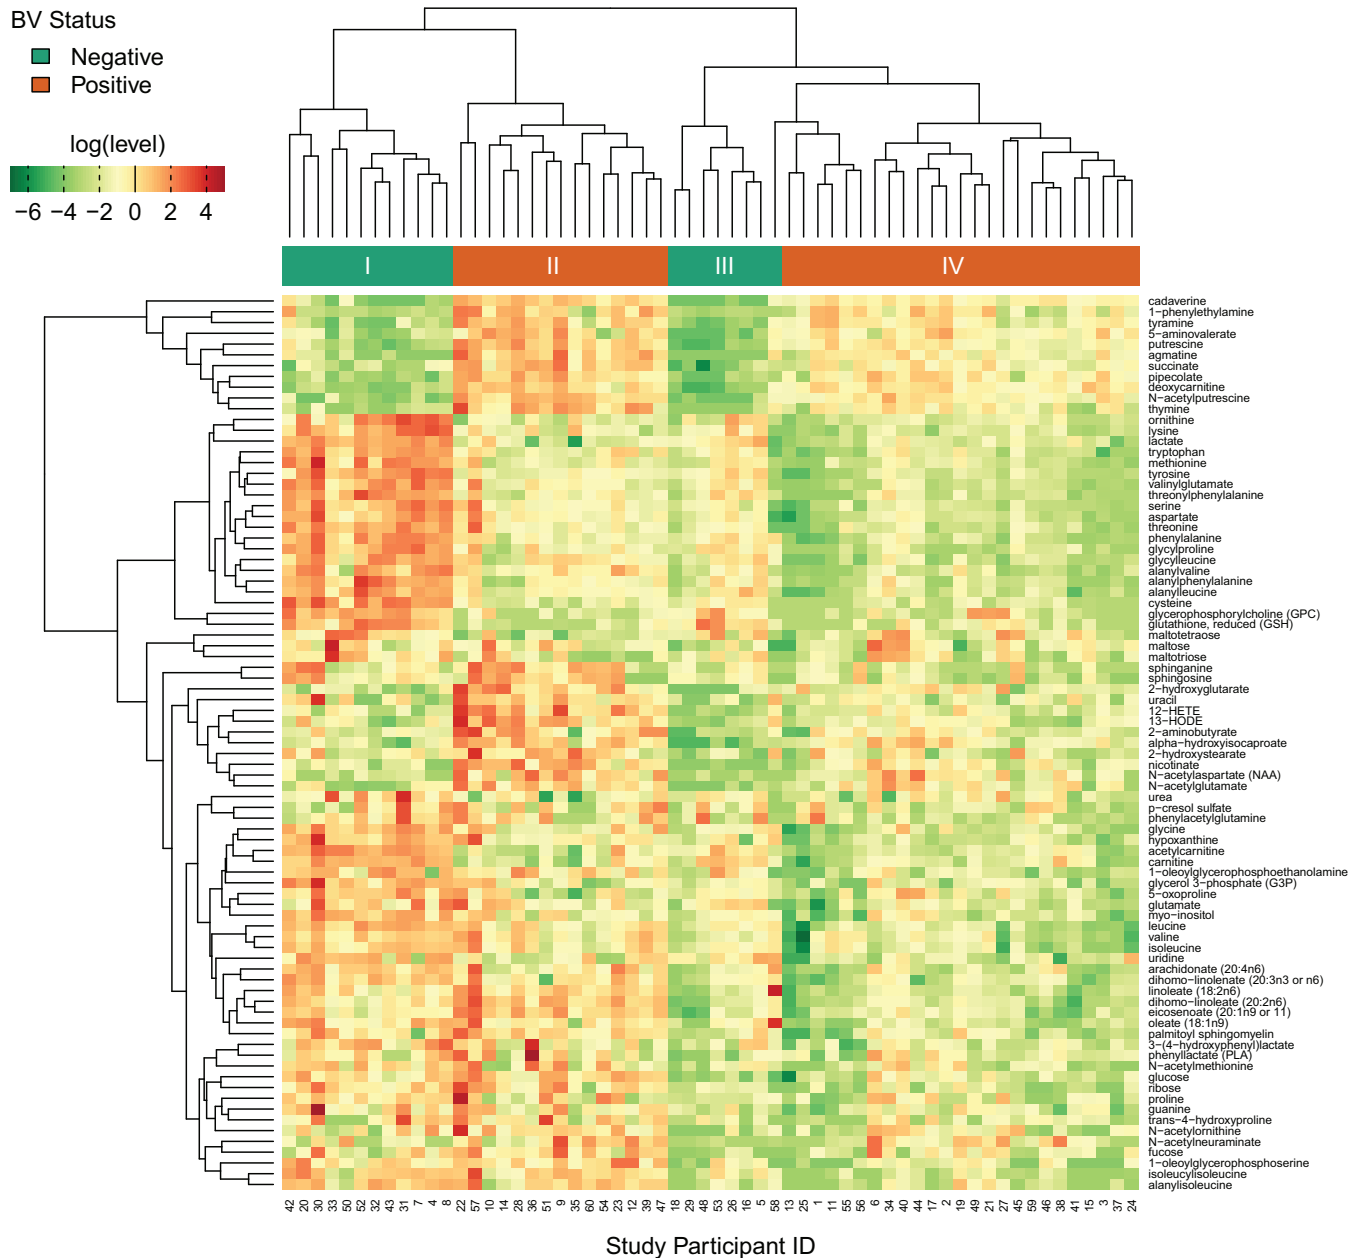 BV Status
Negative
Positive
log(level)
−6 −4 −2 0 2 4
I II III IV
cadaverine
1−phenylethylamine
tyramine
5−aminovalerate
putrescine
agmatine
succinate
pipecolate
deoxycarnitine
N−acetylputrescine
thymine
ornithine
lysine
lactate
tryptophan
methionine
tyrosine
valinylglutamate
threonylphenylalanine
serine
aspartate
threonine
phenylalanine
glycylproline
glycylleucine
alanylvaline
alanylphenylalanine
alanylleucine
cysteine
glycerophosphorylcholine (GPC)
glutathione, reduced (GSH)
maltotetraose
maltose
maltotriose
sphinganine
sphingosine
2−hydroxyglutarate
uracil
12−HETE
13−HODE
2−aminobutyrate
alpha−hydroxyisocaproate
2−hydroxystearate
nicotinate
N−acetylaspartate (NAA)
N−acetylglutamate
urea
p−cresol sulfate
phenylacetylglutamine
glycine
hypoxanthine
acetylcarnitine
carnitine
1−oleoylglycerophosphoethanolamine
glycerol 3−phosphate (G3P)
5−oxoproline
glutamate
myo−inositol
leucine
valine
isoleucine
uridine
arachidonate (20:4n6)
dihomo−linolenate (20:3n3 or n6)
linoleate (18:2n6)
dihomo−linoleate (20:2n6)
eicosenoate (20:1n9 or 11)
oleate (18:1n9)
palmitoyl sphingomyelin
3−(4−hydroxyphenyl)lactate
phenyllactate (PLA)
N−acetylmethionine
glucose
ribose
proline
guanine
trans−4−hydroxyproline
N−acetylornithine
N−acetylneuraminate
fucose
1−oleoylglycerophosphoserine
isoleucylisoleucine
alanylisoleucine
42 20 30 33 50 52 32 43 31 7 4 8 22 57 10 14 28 36 51 9 35 60 54 23 12 39 47 18 29 48 53 26 16 5 58 13 25 1 11 55 56 6 34 40 44 17 2 19 49 21 27 45 59 46 38 41 15 3 37 24
Study Participant ID